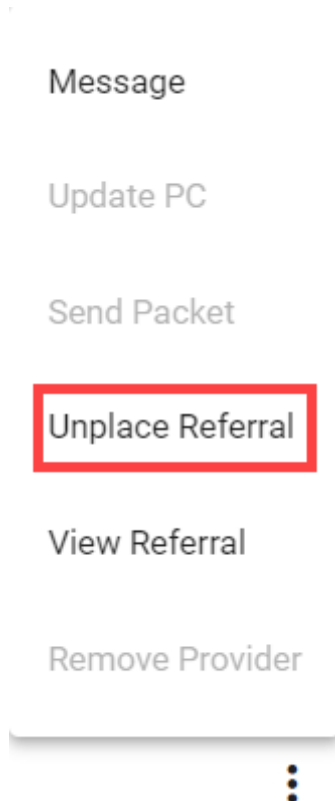 Message
Update PC
Send Packet
Unplace Referral
View Referral
Remove Provider